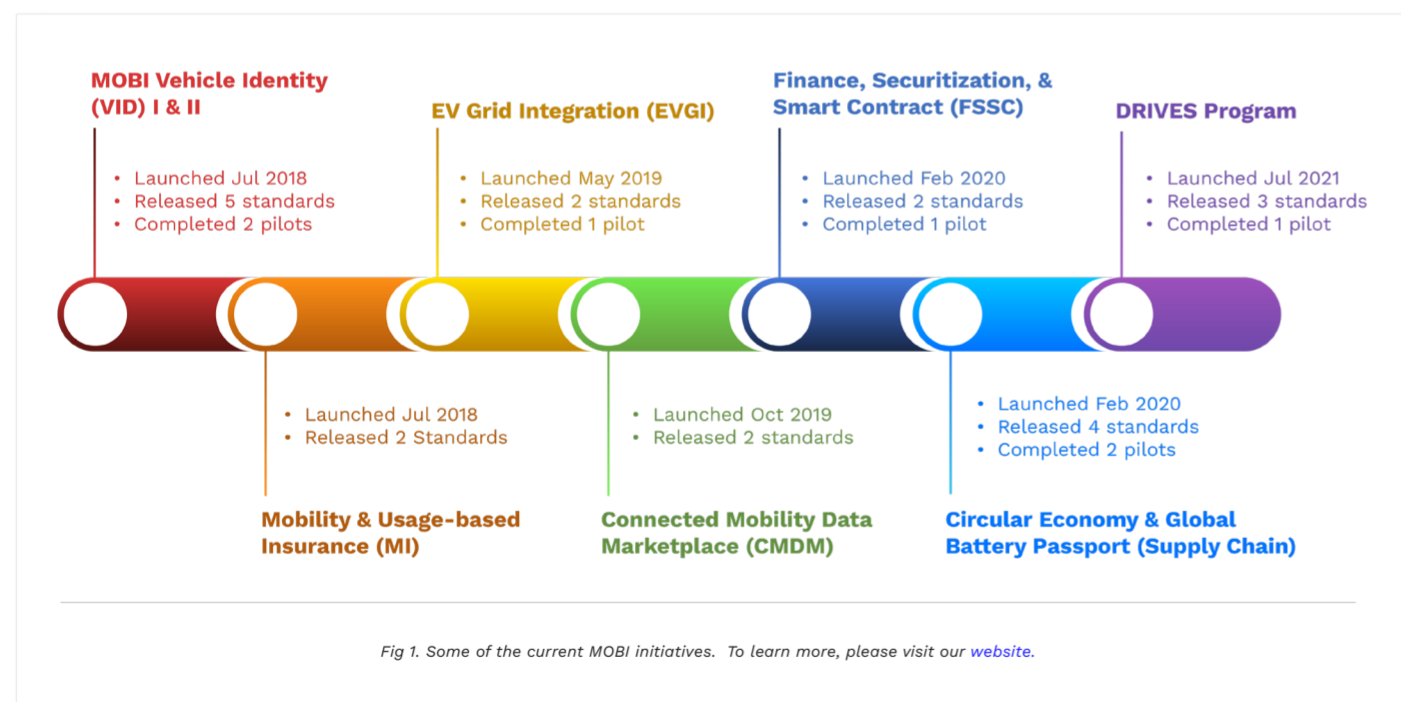 MOBI Vehicle Identity
(VID) I & II
• Launched Jul 2018
• Released 5 standards
• Completed 2 pilots
EV Grid Integration (EVGI)
• Launched May 2019
• Released 2 standards
• Completed 1 pilot
Finance, Securitization, &
Smart Contract (FSSC)
• Launched Feb 2020
• Released 2 standards
• Completed 1 pilot
DRIVES Program
• Launched Jul 2021
• Released 3 standards
• Completed 1 pilot
• Launched Jul 2018
• Released 2 Standards
Mobility & Usage-based
Insurance (MI)
• Launched Oct 2019
• Released 2 standards
Connected Mobility Data
Marketplace (CMDM)
• Launched Feb 2020
• Released 4 standards
• Completed 2 pilots
Circular Economy & Global
Battery Passport (Supply Chain)
Fig 1. Some of the current MOBI initiatives. To learn more, please visit our website.